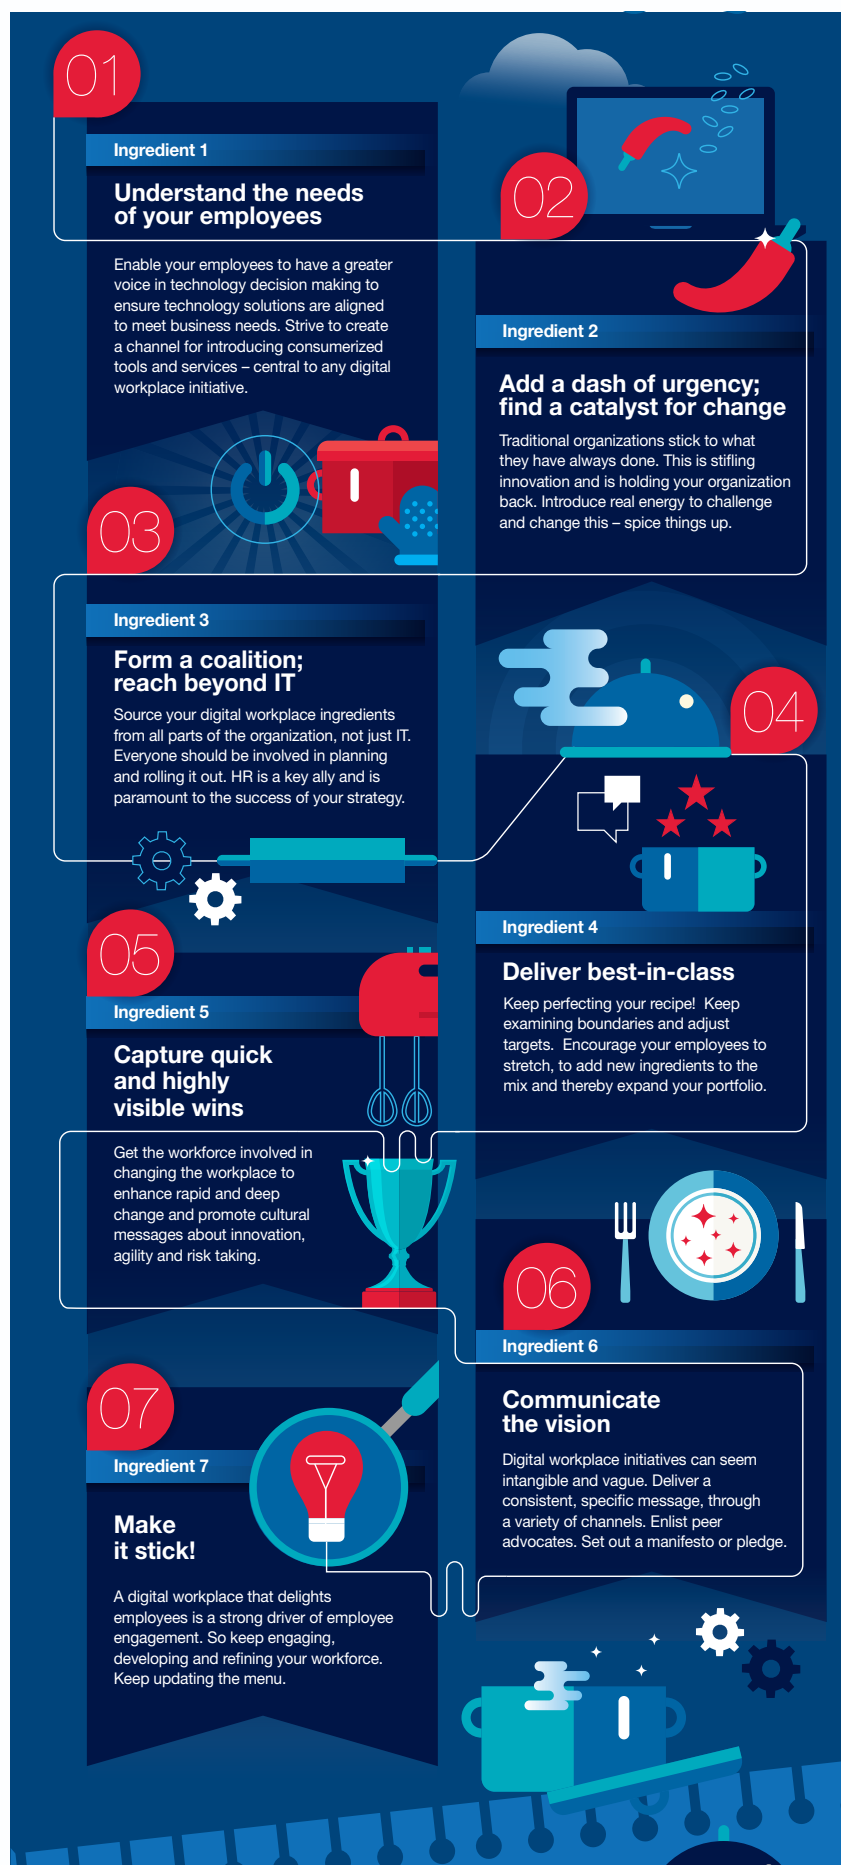 01
Ingredient 1
Understand the needs
of your employees
Enable your employees to have a greater
voice in technology decision making to
ensure technology solutions are aligned
to meet business needs. Strive to create
a channel for introducing consumerized
tools and services – central to any digital
workplace initiative.
02
Ingredient 2
Add a dash of urgency;
find a catalyst for change
Traditional organizations stick to what
they have always done. This is stifling
innovation and is holding your organization
back. Introduce real energy to challenge
and change this – spice things up.
03
Ingredient 3
Form a coalition;
reach beyond IT
Source your digital workplace ingredients
from all parts of the organization, not just IT.
Everyone should be involved in planning
and rolling it out. HR is a key ally and is
paramount to the success of your strategy.
04
Ingredient 4
Deliver best-in-class
Keep perfecting your recipe!  Keep
examining boundaries and adjust
targets.  Encourage your employees to
stretch, to add new ingredients to the
mix and thereby expand your portfolio.
05
Ingredient 5
Capture quick
and highly
visible wins
Get the workforce involved in
changing the workplace to
enhance rapid and deep
change and promote cultural
messages about innovation,
agility and risk taking.
06
Ingredient 6
Communicate
the vision
Digital workplace initiatives can seem
intangible and vague. Deliver a
consistent, specific message, through
a variety of channels. Enlist peer
advocates. Set out a manifesto or pledge.
07
Ingredient 7
Make
it stick!
A digital workplace that delights
employees is a strong driver of employee
engagement. So keep engaging,
developing and refining your workforce.
Keep updating the menu.